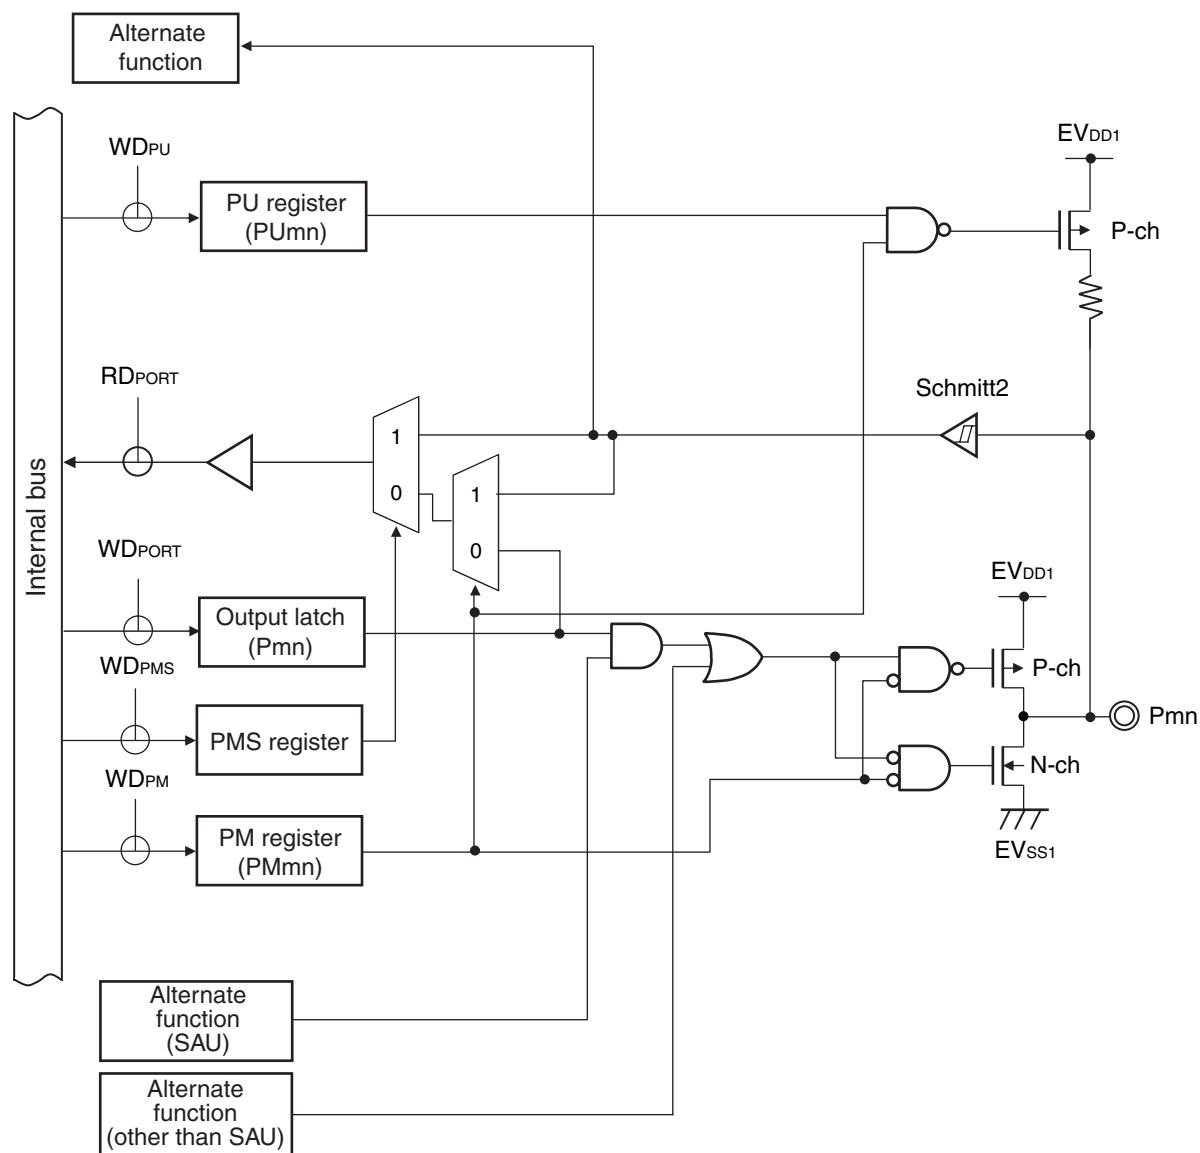 Alternate
function
WDPU
PU register
(PUmn)
EVDD1
P-ch
RDPORT
Schmitt2
1
0
1
0
Internal bus
WDPORT
Output latch
(Pmn)
EVDD1
P-ch
WDPMS
PMS register
Pmn
N-ch
WDPM
PM register
(PMmn)
EVSS1
Alternate
function
(SAU)
Alternate
function
(other than SAU)